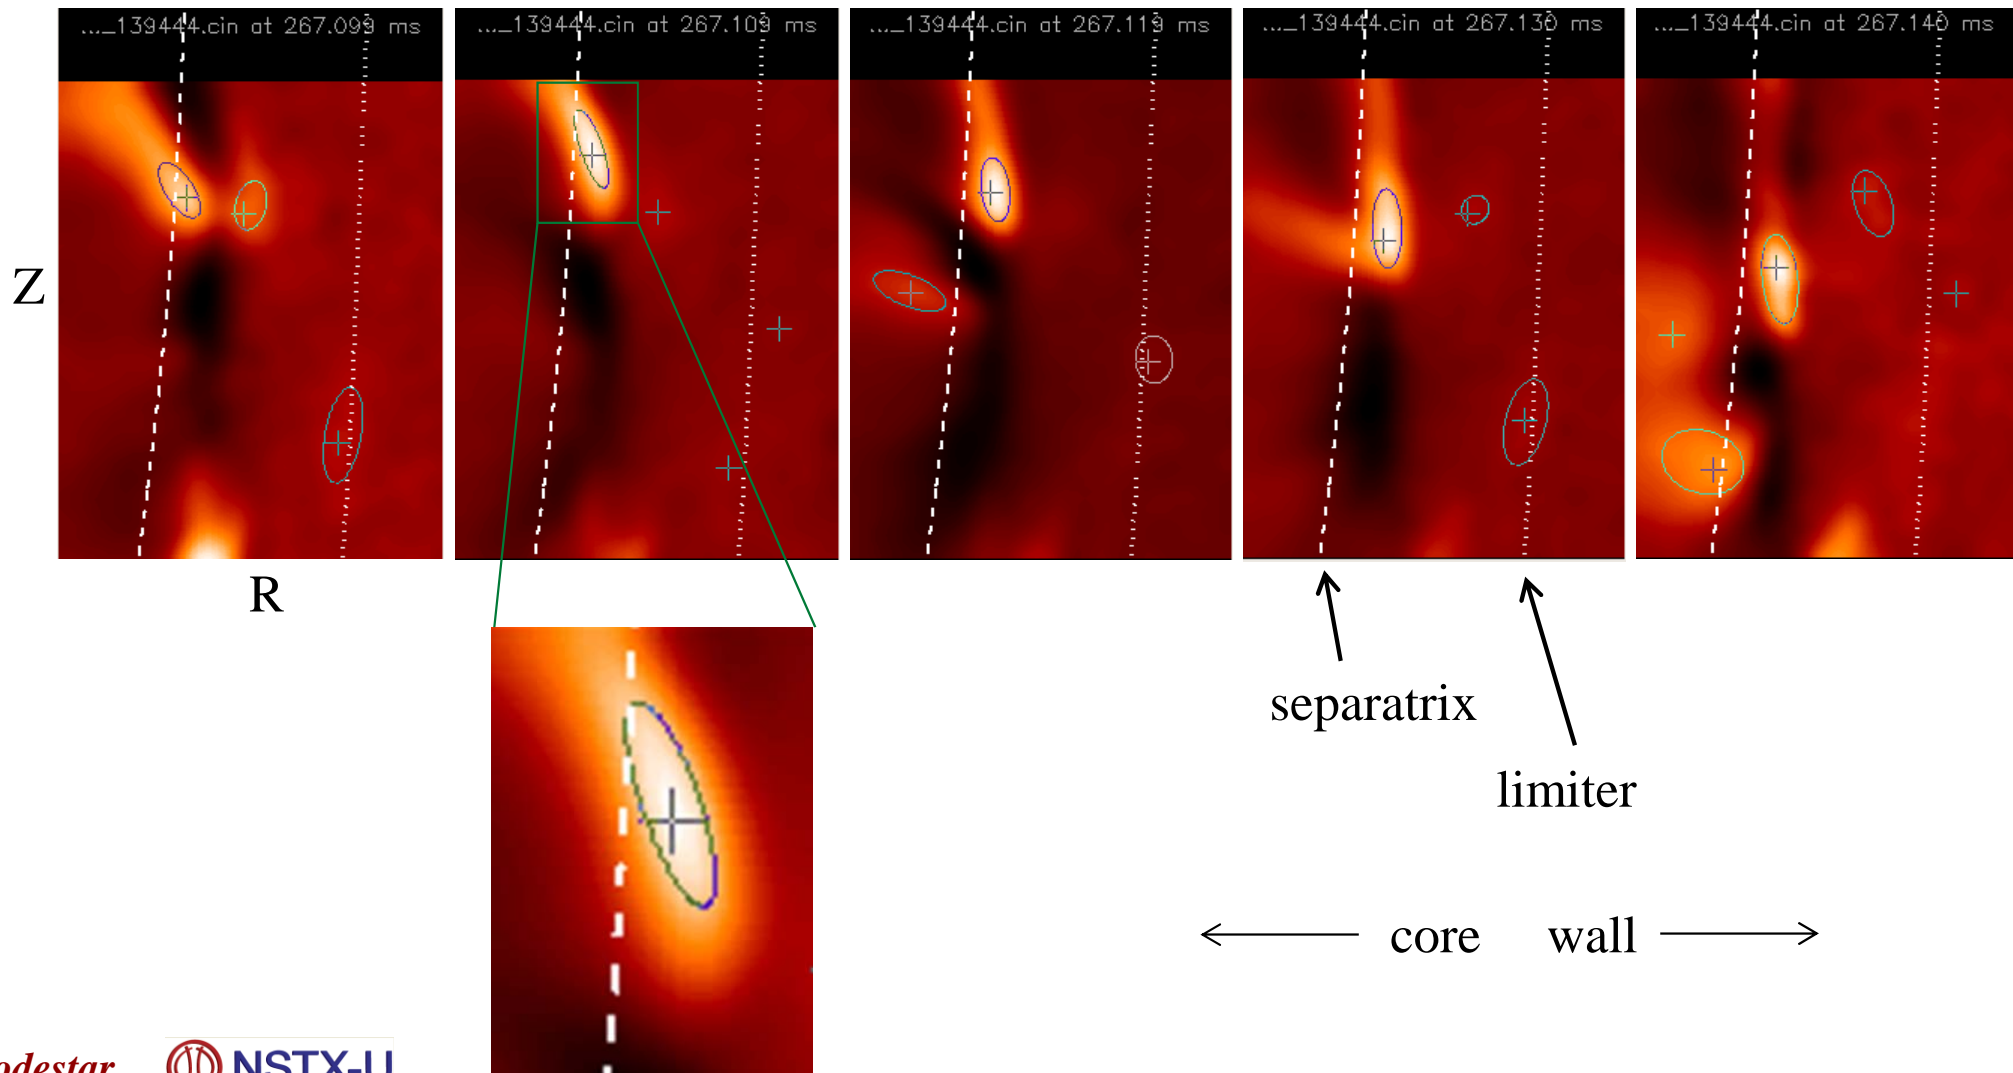 ..._139444.cin at 267.099 ms
..._139444.cin at 267.109 ms
..._139444.cin at 267.119 ms
..._139444.cin at 267.130 ms
..._139444.cin at 267.140 ms
Z
R
separatrix
limiter
core wall
odestar
NSTX-U